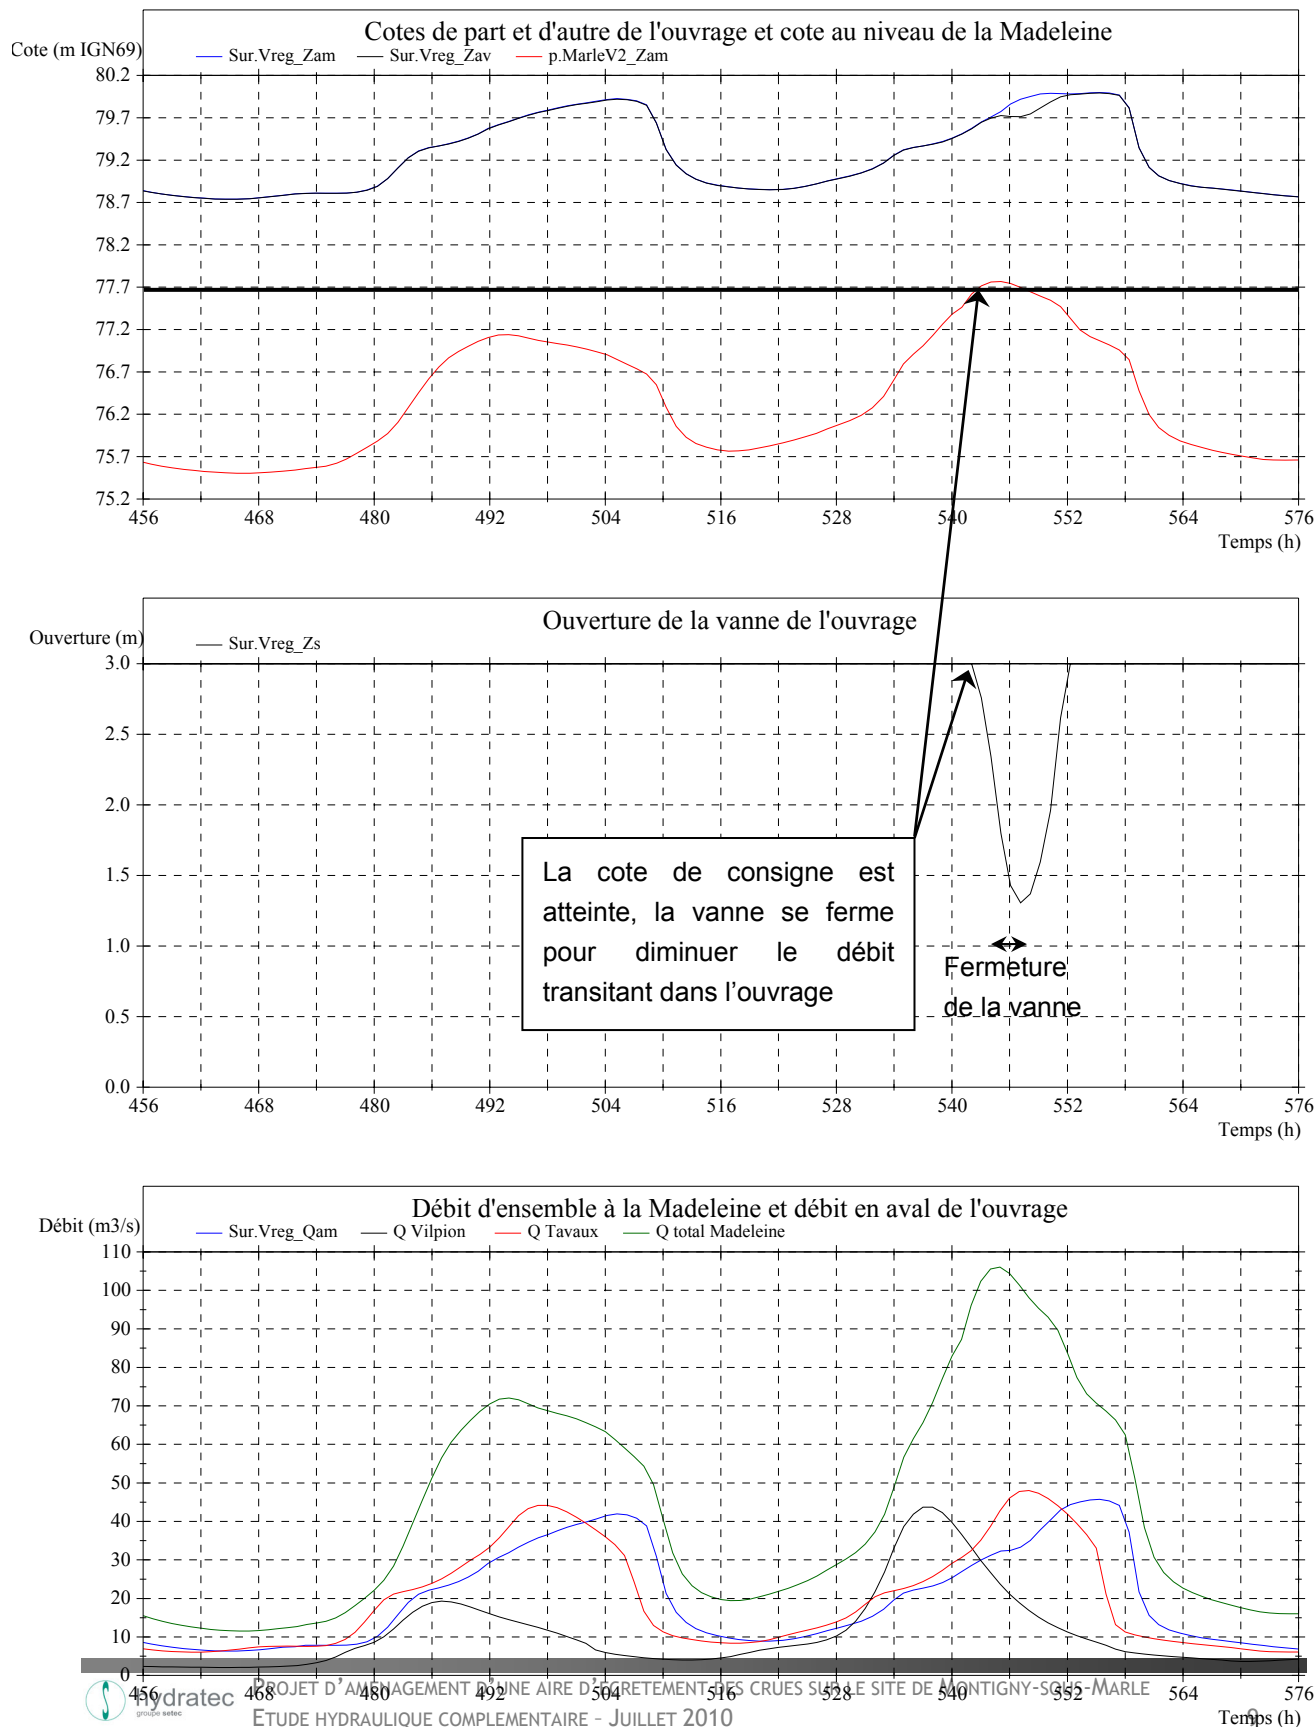 Cotes de part et d'autre de l'ouvrage et cote au niveau de la Madeleine
Cote (m IGN69)
Sur.Vreg_Zam Sur.Vreg_Zav p.MarleV2_Zam
80.2
79.7
79.2
78.7
78.2
77.7
77.2
76.7
76.2
75.7
75.2
456 468 480 492 504 516 528 540 552 564 576
Temps (h)
Ouverture de la vanne de l'ouvrage
Ouverture (m)
Sur.Vreg_Zs
3.0
2.5
2.0
1.5
1.0
0.5
0.0
La cote de consigne est
atteinte, la vanne se ferme
pour diminuer le débit
transitant dans l'ouvrage
Fermeture
de la vanne
456 468 480 492 504 516 528 540 552 564 576
Temps (h)
Débit d'ensemble à la Madeleine et débit en aval de l'ouvrage
Débit (m3/s)
Sur.Vreg_Qam Q Vilpion Q Tavaux Q total Madeleine
110
100
90
80
70
60
50
40
30
20
10
0
456 468 480 492 504 516 528 540 552 564 576
Temps (h)
hydratec
groupe setec
PROJET D'AMENAGEMENT D'UNE AIRE D'ECRETEMENT DES CRUES SUR LE SITE DE MONTIGNY-SOUS-MARLE
ETUDE HYDRAULIQUE COMPLEMENTAIRE – JUILLET 2010
9